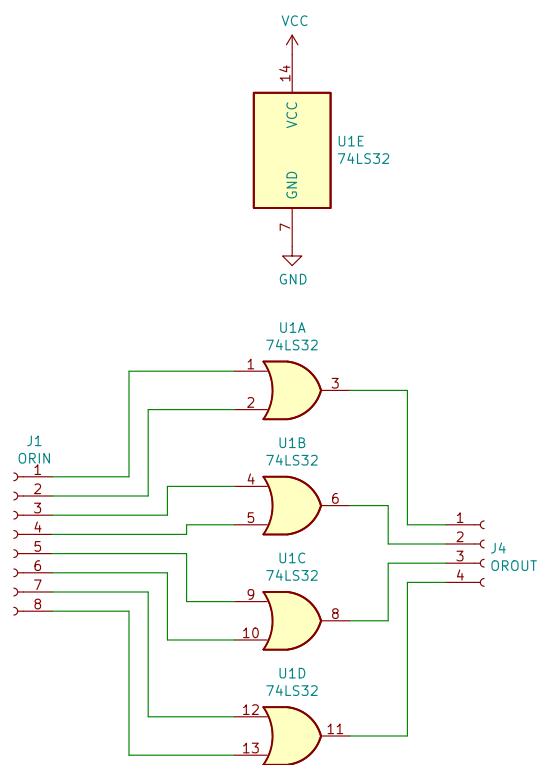 VCC
14
VCC
U1E
74LS32
GND
7
GND
U1A
74LS32
1
3
2
J1
ORIN
1
2
3
4
5
6
7
8
U1B
74LS32
4
6
5
1
2
3
4
J4
OROUT
U1C
74LS32
9
8
10
U1D
74LS32
12
11
13